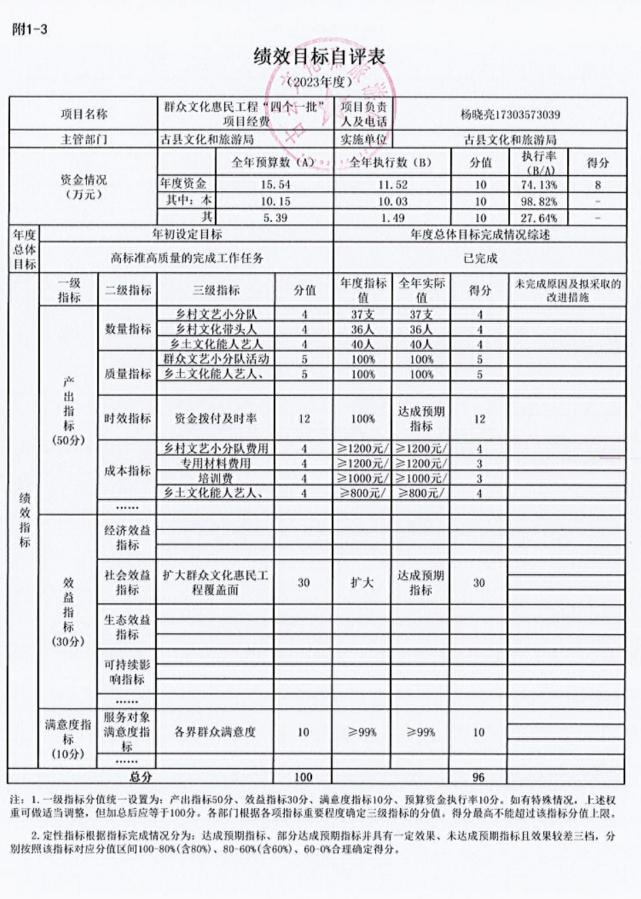 附1-3
绩效目标自评表
（2023年度）
项目名称 群众文化惠民工程“四个一批”项目经费 项目负责人及电话 杨晓亮17303573039
主管部门 古县文化和旅游局 实施单位 古县文化和旅游局
资金情况（万元） 全年预算数（A） 全年执行数（B） 分值 执行率（B/A） 得分
年度资金 15.54 11.52 10 74.13% 8
其中：本 10.15 10.03 10 98.82% -
其 5.39 1.49 10 27.64% -
年度总体目标 年初设定目标 年度总体目标完成情况综述
高标准高质量的完成工作任务 已完成
绩效指标 一级指标 二级指标 三级指标 分值 年度指标值 全年实际值 得分 未完成原因及拟采取的改进措施
产出指标（50分） 数量指标 乡村文艺小分队 4 37支 37支 4
乡村文化带头人 4 36人 36人 4
乡土文化能人艺人 4 40人 40人 4
质量指标 群众文艺小分队活动 5 100% 100% 5
乡土文化能人艺人、 5 100% 100% 5
时效指标 资金拨付及时率 12 100% 达成预期指标 12
成本指标 乡村文艺小分队费用 4 ≥1200元/ ≥1200元/ 4
专用材料费用 4 ≥1200元/ ≥1200元/ 3
培训费 4 ≥1000元/ ≥1000元/ 3
乡土文化能人艺人、 4 ≥800元/ ≥800元/ 4
……
效益指标（30分） 经济效益指标
社会效益指标 扩大群众文化惠民工程覆盖面 30 扩大 达成预期指标 30
生态效益指标
可持续影响指标
……
满意度指标（10分） 服务对象满意度指标 各界群众满意度 10 ≥99% ≥99% 10
……
总分 100 96
注：1.一级指标分值统一设置为：产出指标50分、效益指标30分、满意度指标10分、预算资金执行率10分。如有特殊情况，上述权
重可做适当调整，但加总后应等于100分。各部门根据各项指标重要程度确定三级指标的分值。得分最高不能超过该指标分值上限。
2.定性指标根据指标完成情况分为：达成预期指标、部分达成预期指标并具有一定效果、未达成预期指标且效果较差三档，分
别按照该指标对应分值区间100-80%(含80%)、80-60%(含60%)、60-0%合理确定得分。